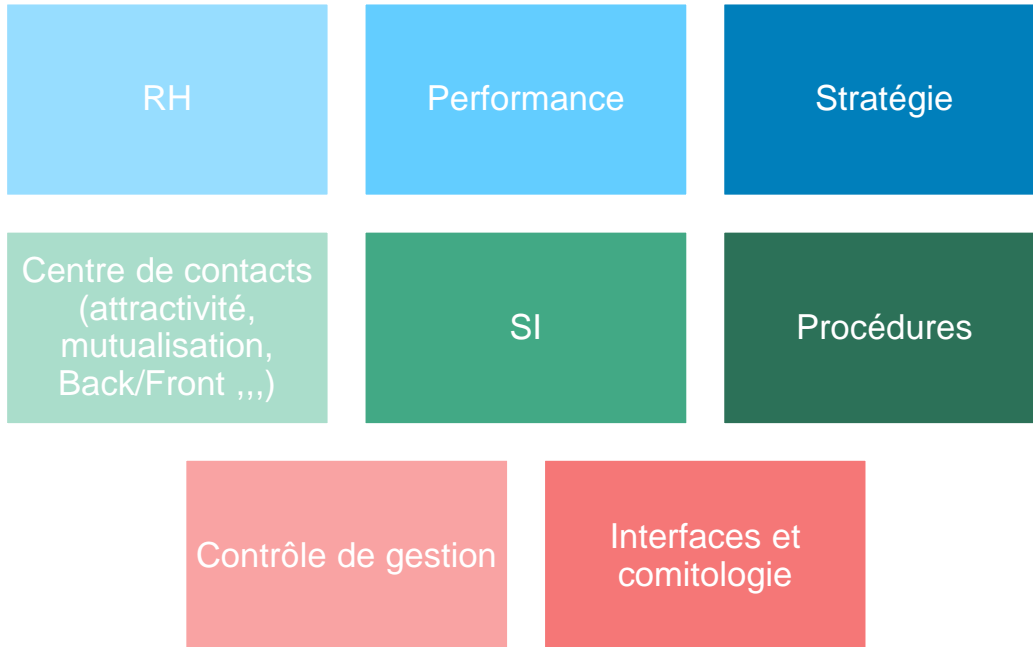 RH
Performance
Stratégie
Centre de contacts
(attractivité,
mutualisation,
Back/Front ,,,)
SI
Procédures
Contrôle de gestion
Interfaces et
comitologie